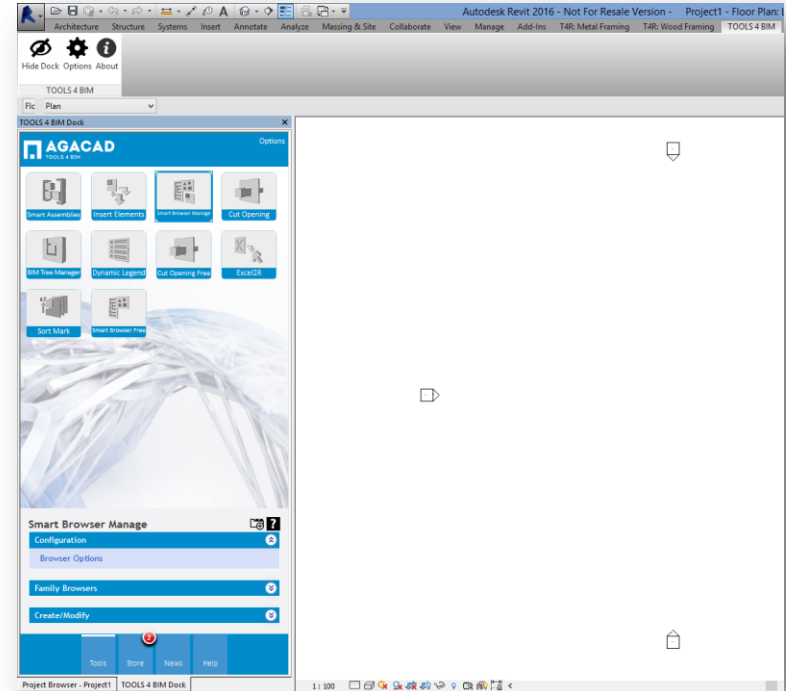 Autodesk Revit 2016 - Not For Resale Version - Project1 - Floor Plan:
Architecture Structure Systems Insert Annotate Analyze Massing & Site Collaborate View Manage Add-Ins T4R: Metal Framing T4R: Wood Framing TOOLS 4 BIM
Hide Dock Options About
TOOLS 4 BIM
Flc Plan
TOOLS 4 BIM Dock
AGACAD
TOOLS 4 BIM
Options
Smart Assemblies Insert Elements Smart Browser Manage Cut Opening
BIM Tree Manager Dynamic Legend Cut Opening Free Excel2R
Sort Mark Smart Browser Free
Smart Browser Manage
Configuration
Browser Options
Family Browsers
Create/Modify
2
Tools Store News Help
Project Browser - Project1 TOOLS 4 BIM Dock
1 : 100